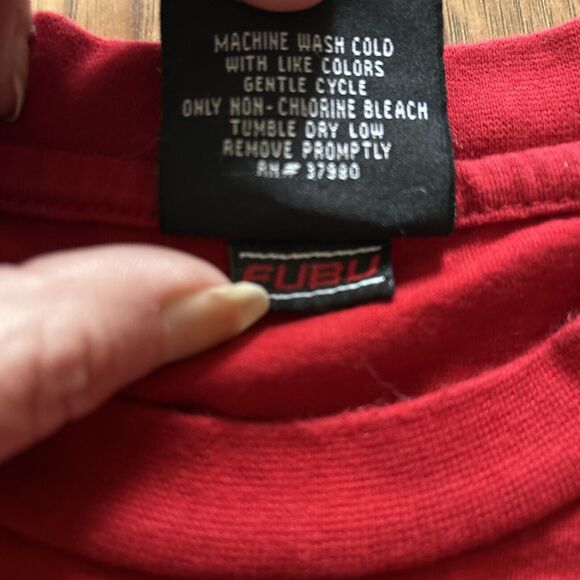 MACHINE WASH COLD
WITH LIKE COLORS
GENTLE CYCLE
ONLY NON-CHLORINE BLEACH
TUMBLE DRY LOW
REMOVE PROMPTLY
RN# 37980
FUBU